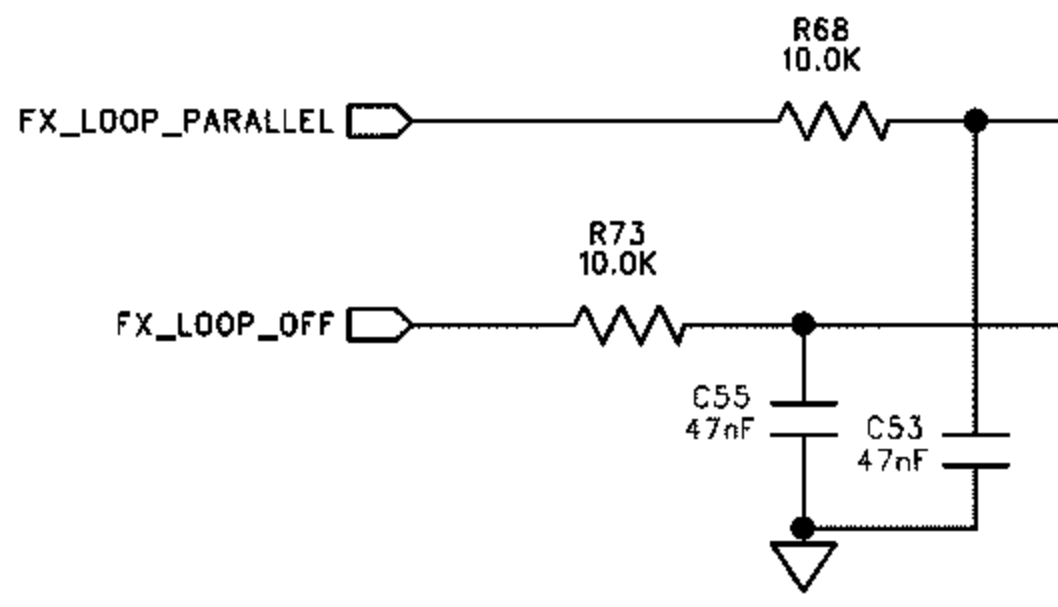 R68
10.0K
FX_LOOP_PARALLEL
R73
10.0K
FX_LOOP_OFF
C55
47nF
C53
47nF